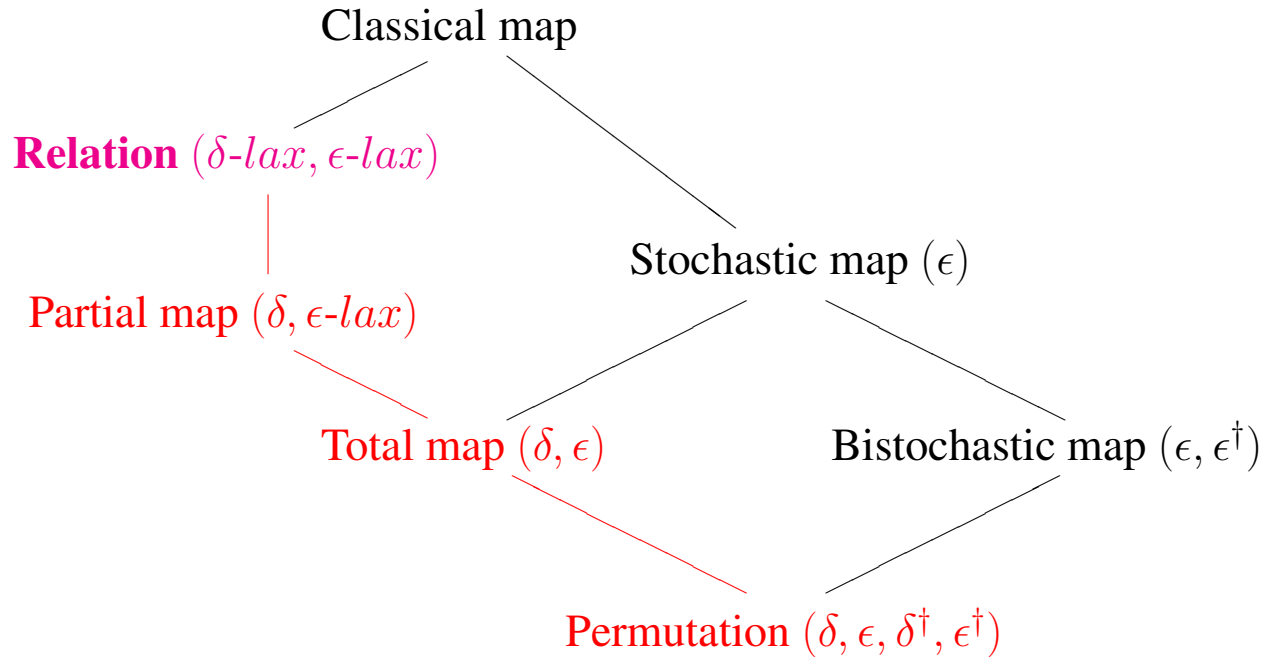 Classical map
Relation (δ-lax, ϵ-lax)
Stochastic map (ϵ)
Partial map (δ, ϵ-lax)
Total map (δ, ϵ)
Bistochastic map (ϵ, ϵ†)
Permutation (δ, ϵ, δ†, ϵ†)